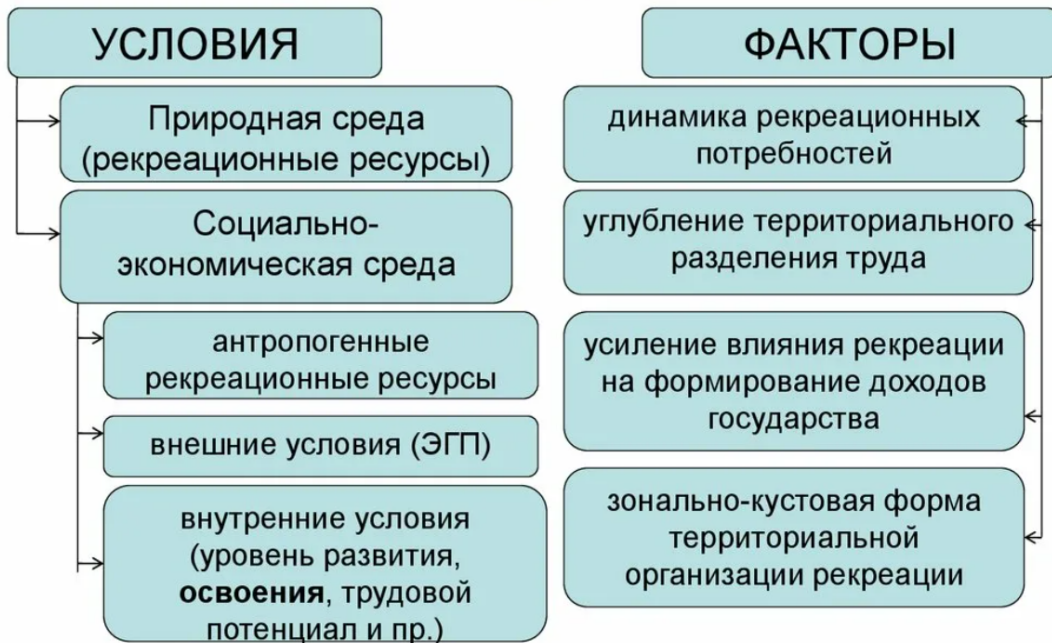 УСЛОВИЯ
Природная среда
(рекреационные ресурсы)
Социально-
экономическая среда
антропогенные
рекреационные ресурсы
внешние условия (ЭГП)
внутренние условия
(уровень развития,
освоения, трудовой
потенциал и пр.)
ФАКТОРЫ
динамика рекреационных
потребностей
углубление территориального
разделения труда
усиление влияния рекреации
на формирование доходов
государства
зонально-кустовая форма
территориальной
организации рекреации